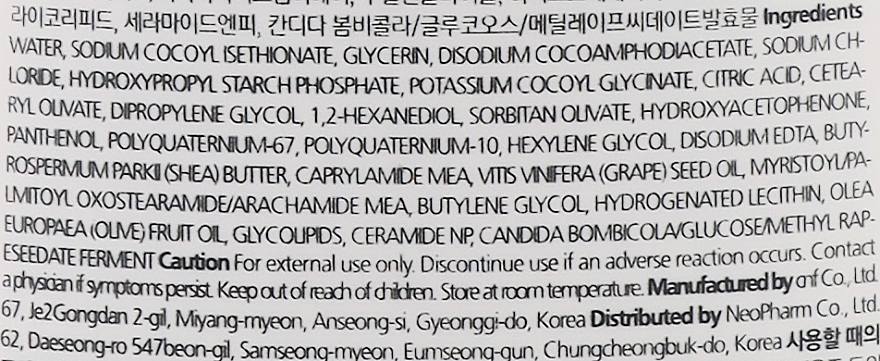 라이코리피드, 세라마이드엔피, 칸디다 봄비콜라/글루코오스/메틸레이프씨데이트발효물 Ingredients
WATER, SODIUM COCOYL ISETHIONATE, GLYCERIN, DISODIUM COCOAMPHODIACETATE, SODIUM CH-
LORIDE, HYDROXYPROPYL STARCH PHOSPHATE, POTASSIUM COCOYL GLYCINATE, CITRIC ACID, CETEA-
RYL OLIVATE, DIPROPYLENE GLYCOL, 1,2-HEXANEDIOL, SORBITAN OLIVATE, HYDROXYACETOPHENONE,
PANTHENOL, POLYQUATERNIUM-67, POLYQUATERNIUM-10, HEXYLENE GLYCOL, DISODIUM EDTA, BUTY-
ROSPERMUM PARKII (SHEA) BUTTER, CAPRYLAMIDE MEA, VITIS VINIFERA (GRAPE) SEED OIL, MYRISTOYL/PA-
LMITOYL OXOSTEARAMIDE/ARACHAMIDE MEA, BUTYLENE GLYCOL, HYDROGENATED LECITHIN, OLEA
EUROPAEA (OLIVE) FRUIT OIL, GLYCOLIPIDS, CERAMIDE NP, CANDIDA BOMBICOLA/GLUCOSE/METHYL RAP-
ESEEDATE FERMENT Caution For external use only. Discontinue use if an adverse reaction occurs. Contact
a physician if symptoms persist. Keep out of reach of children. Store at room temperature. Manufactured by Co., Ltd.
67, Je2Gongdan 2-gil, Miyang-myeon, Anseong-si, Gyeonggi-do, Korea Distributed by NeoPharm Co., Ltd.
62, Daeseong-ro 547beon-gil, Samseong-myeon, Eumseong-gun, Chungcheongbuk-do, Korea 사용할 때의